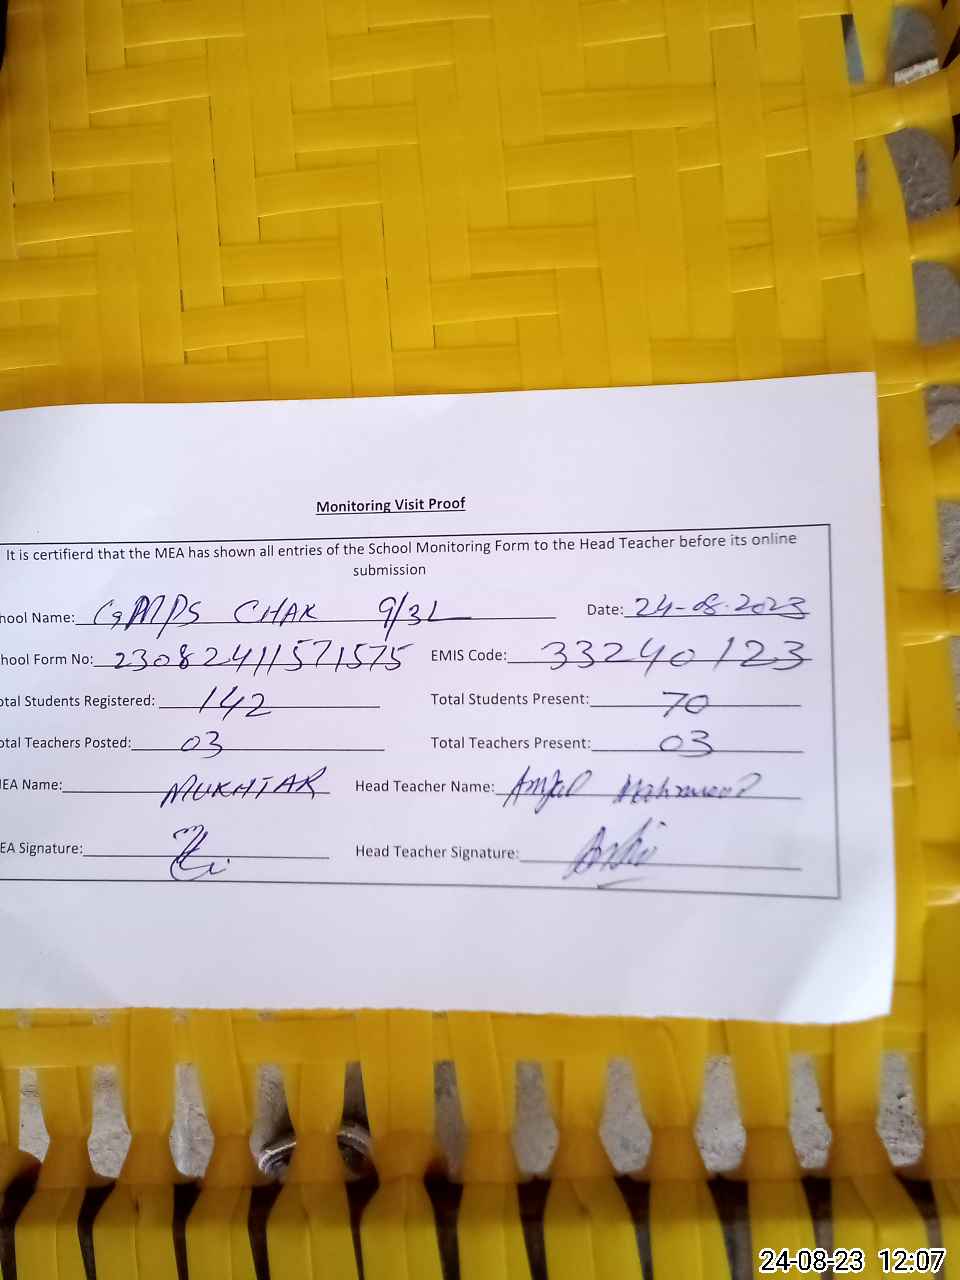 Monitoring Visit Proof
It is certifierd that the MEA has shown all entries of the School Monitoring Form to the Head Teacher before its online
submission
hool Name: GMPS CHAK 9/3L Date: 24-08-2023
hool Form No: 23082411571575 EMIS Code: 33240123
otal Students Registered: 142 Total Students Present: 70
otal Teachers Posted: 03 Total Teachers Present: 03
EA Name: MUKHTAR Head Teacher Name: Amjad Mahmood
EA Signature: Head Teacher Signature:
24-08-23 12:07